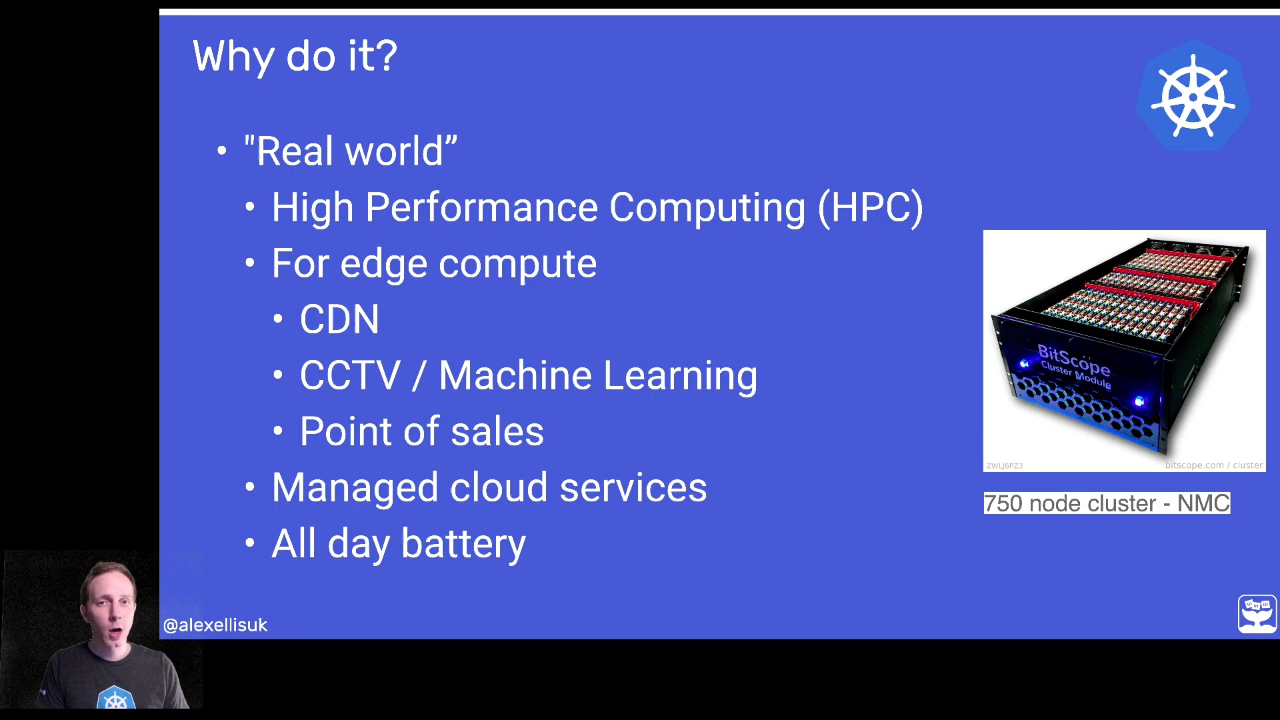 Why do it?
"Real world”
High Performance Computing (HPC)
For edge compute
CDN
CCTV / Machine Learning
Point of sales
Managed cloud services
All day battery
BitScope
Cluster Module
ZWLJ6PZ3
bitscope.com / cluster
750 node cluster - NMC
@alexellisuk